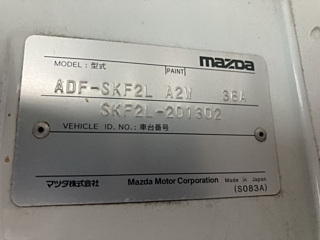 mazda
MODEL: 型式 PAINT
ADF-SKF2L A2W 3BA
SKF2L-201302
VEHICLE ID. NO.: 車台番号
マツダ株式会社 Mazda Motor Corporation Made in Japan
(S083A)